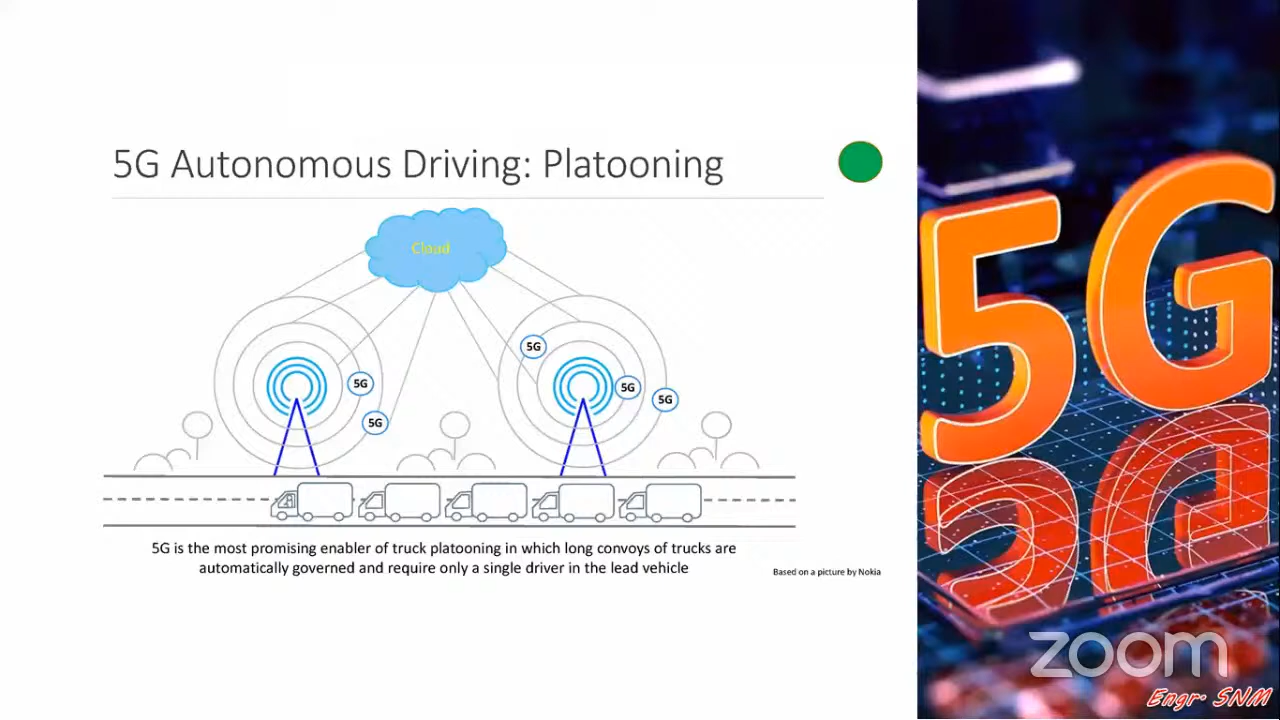 5G Autonomous Driving: Platooning
Cloud
5G
5G
5G
5G
5G
5G is the most promising enabler of truck platooning in which long convoys of trucks are
automatically governed and require only a single driver in the lead vehicle
Based on a picture by Nokia
5G
zoom
Engr. SNM